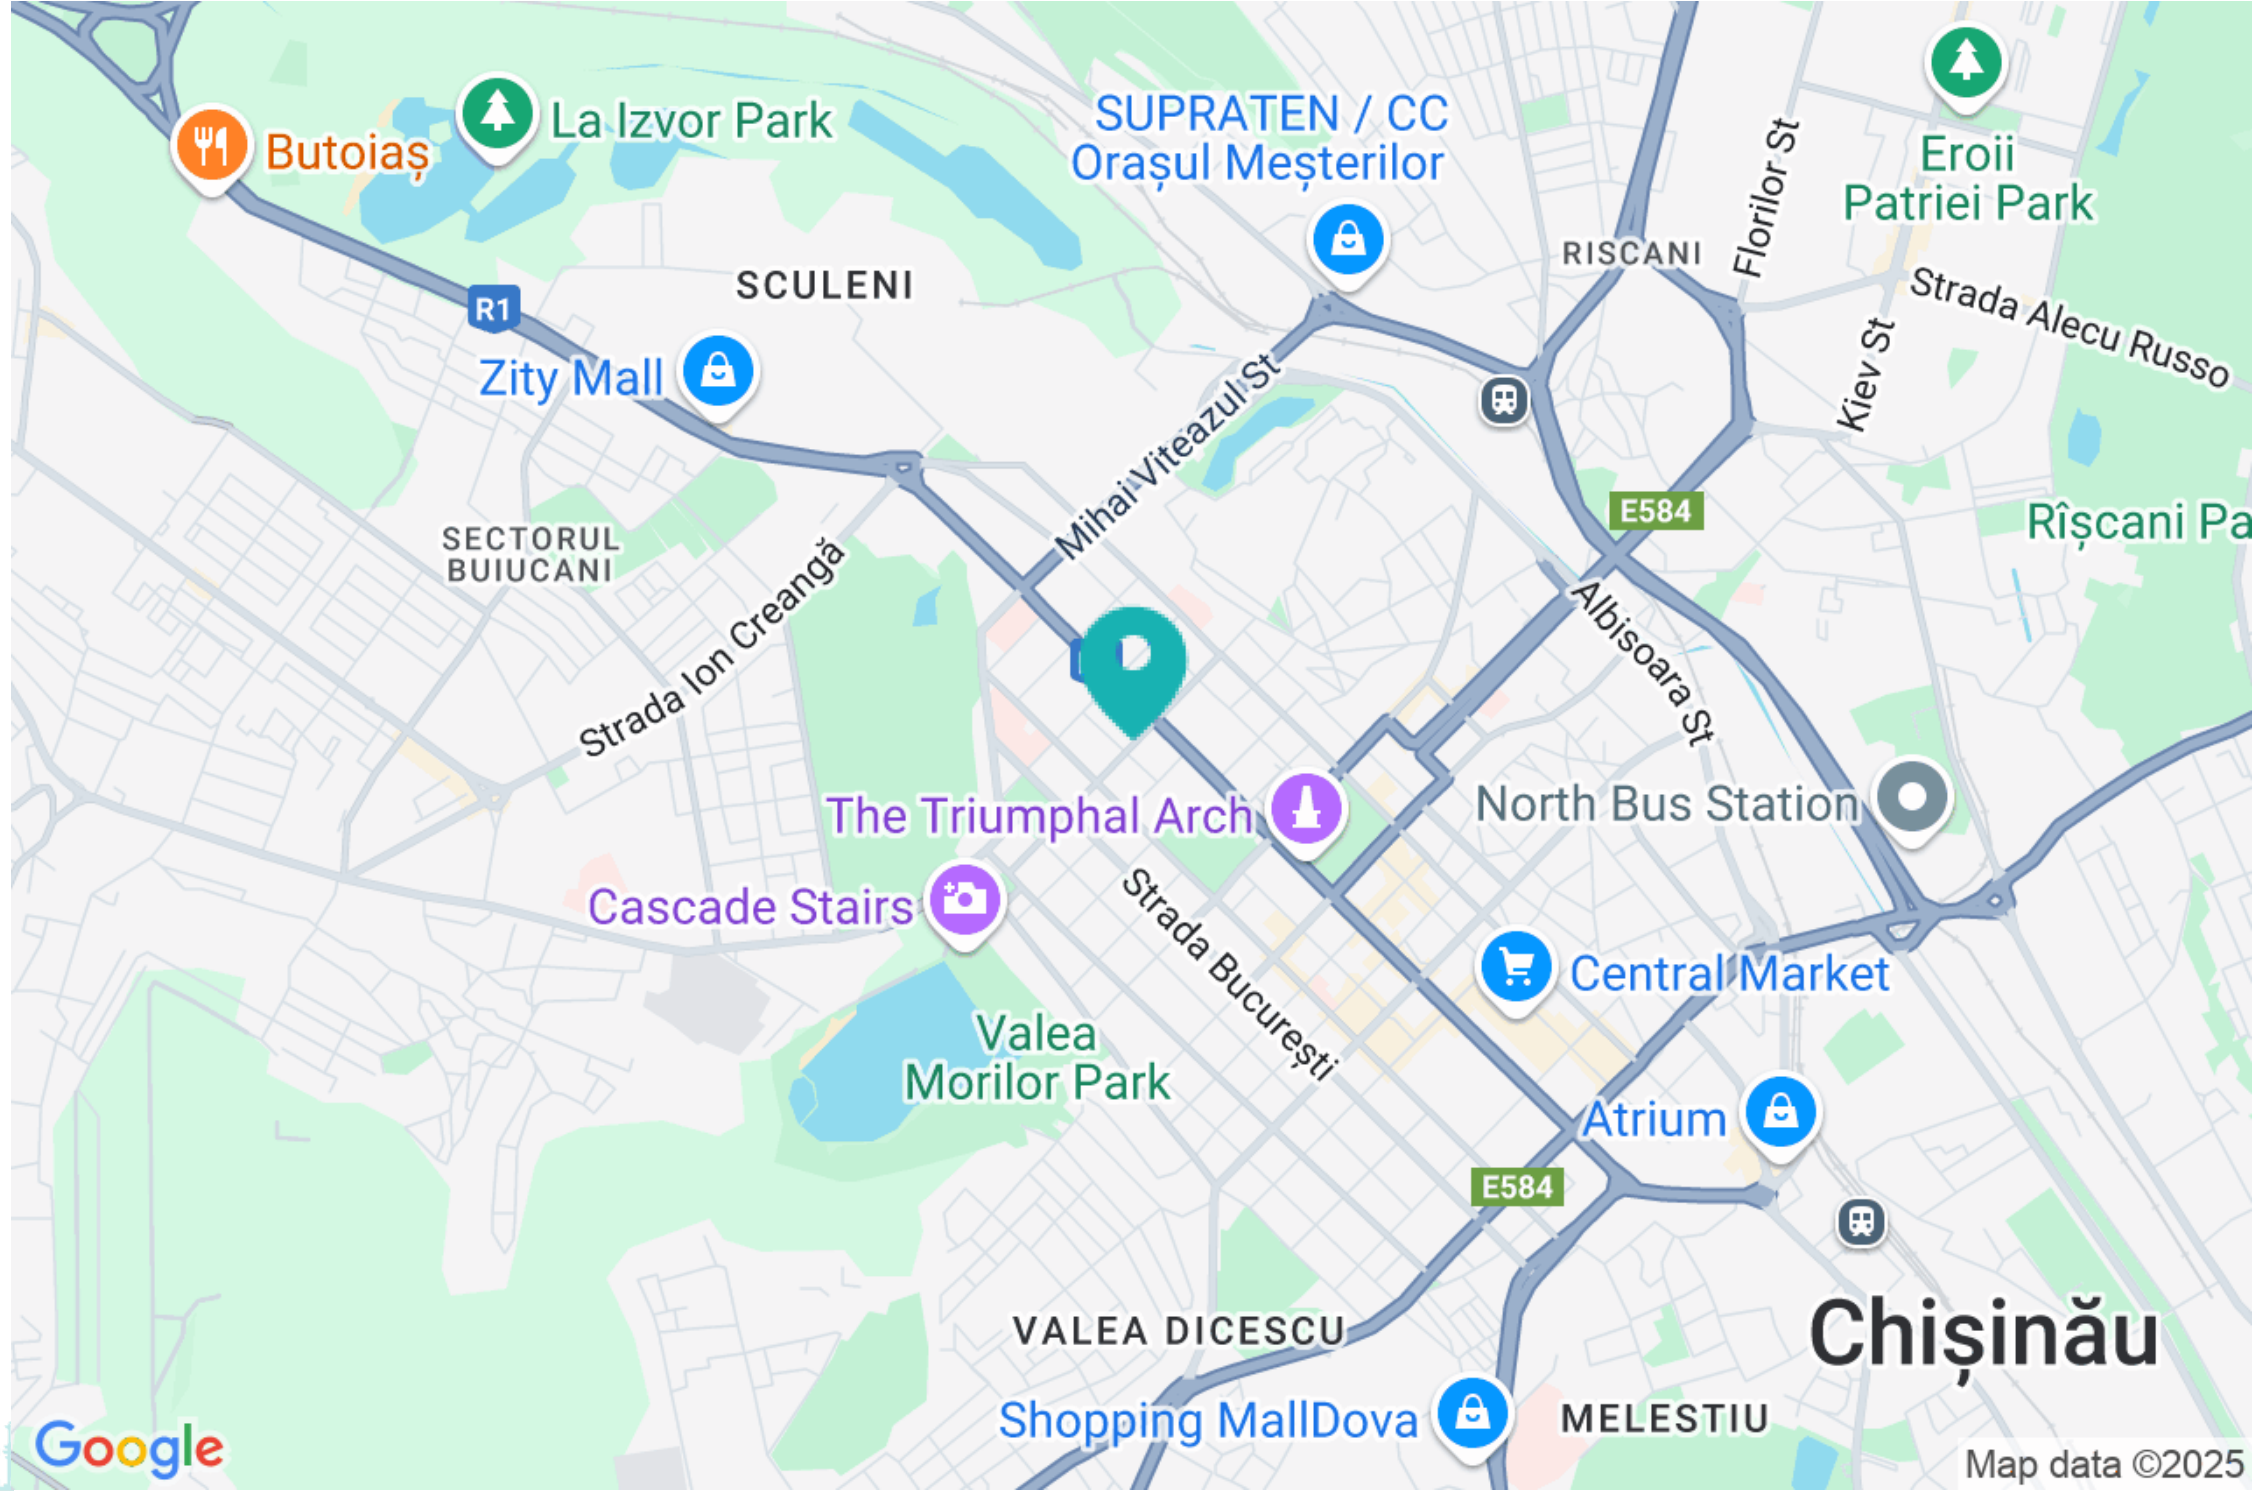 La Izvor Park
Butoiaș
SUPRATEN / CC
Orașul Meșterilor
Eroii
Patriei Park
Florilor St
RISCANI
SCULENI
R1
Strada Alecu Russo
Zity Mall
Kiev St
Mihai Viteazul St
E584
Rîșcani Pa
SECTORUL
BUIUCANI
Strada Ion Creangă
Albisoara St
The Triumphal Arch
North Bus Station
Cascade Stairs
Strada București
Central Market
Valea
Morilor Park
Atrium
E584
VALEA DICESCU
Chișinău
Shopping MallDova
MELESTIU
Google
Map data ©2025